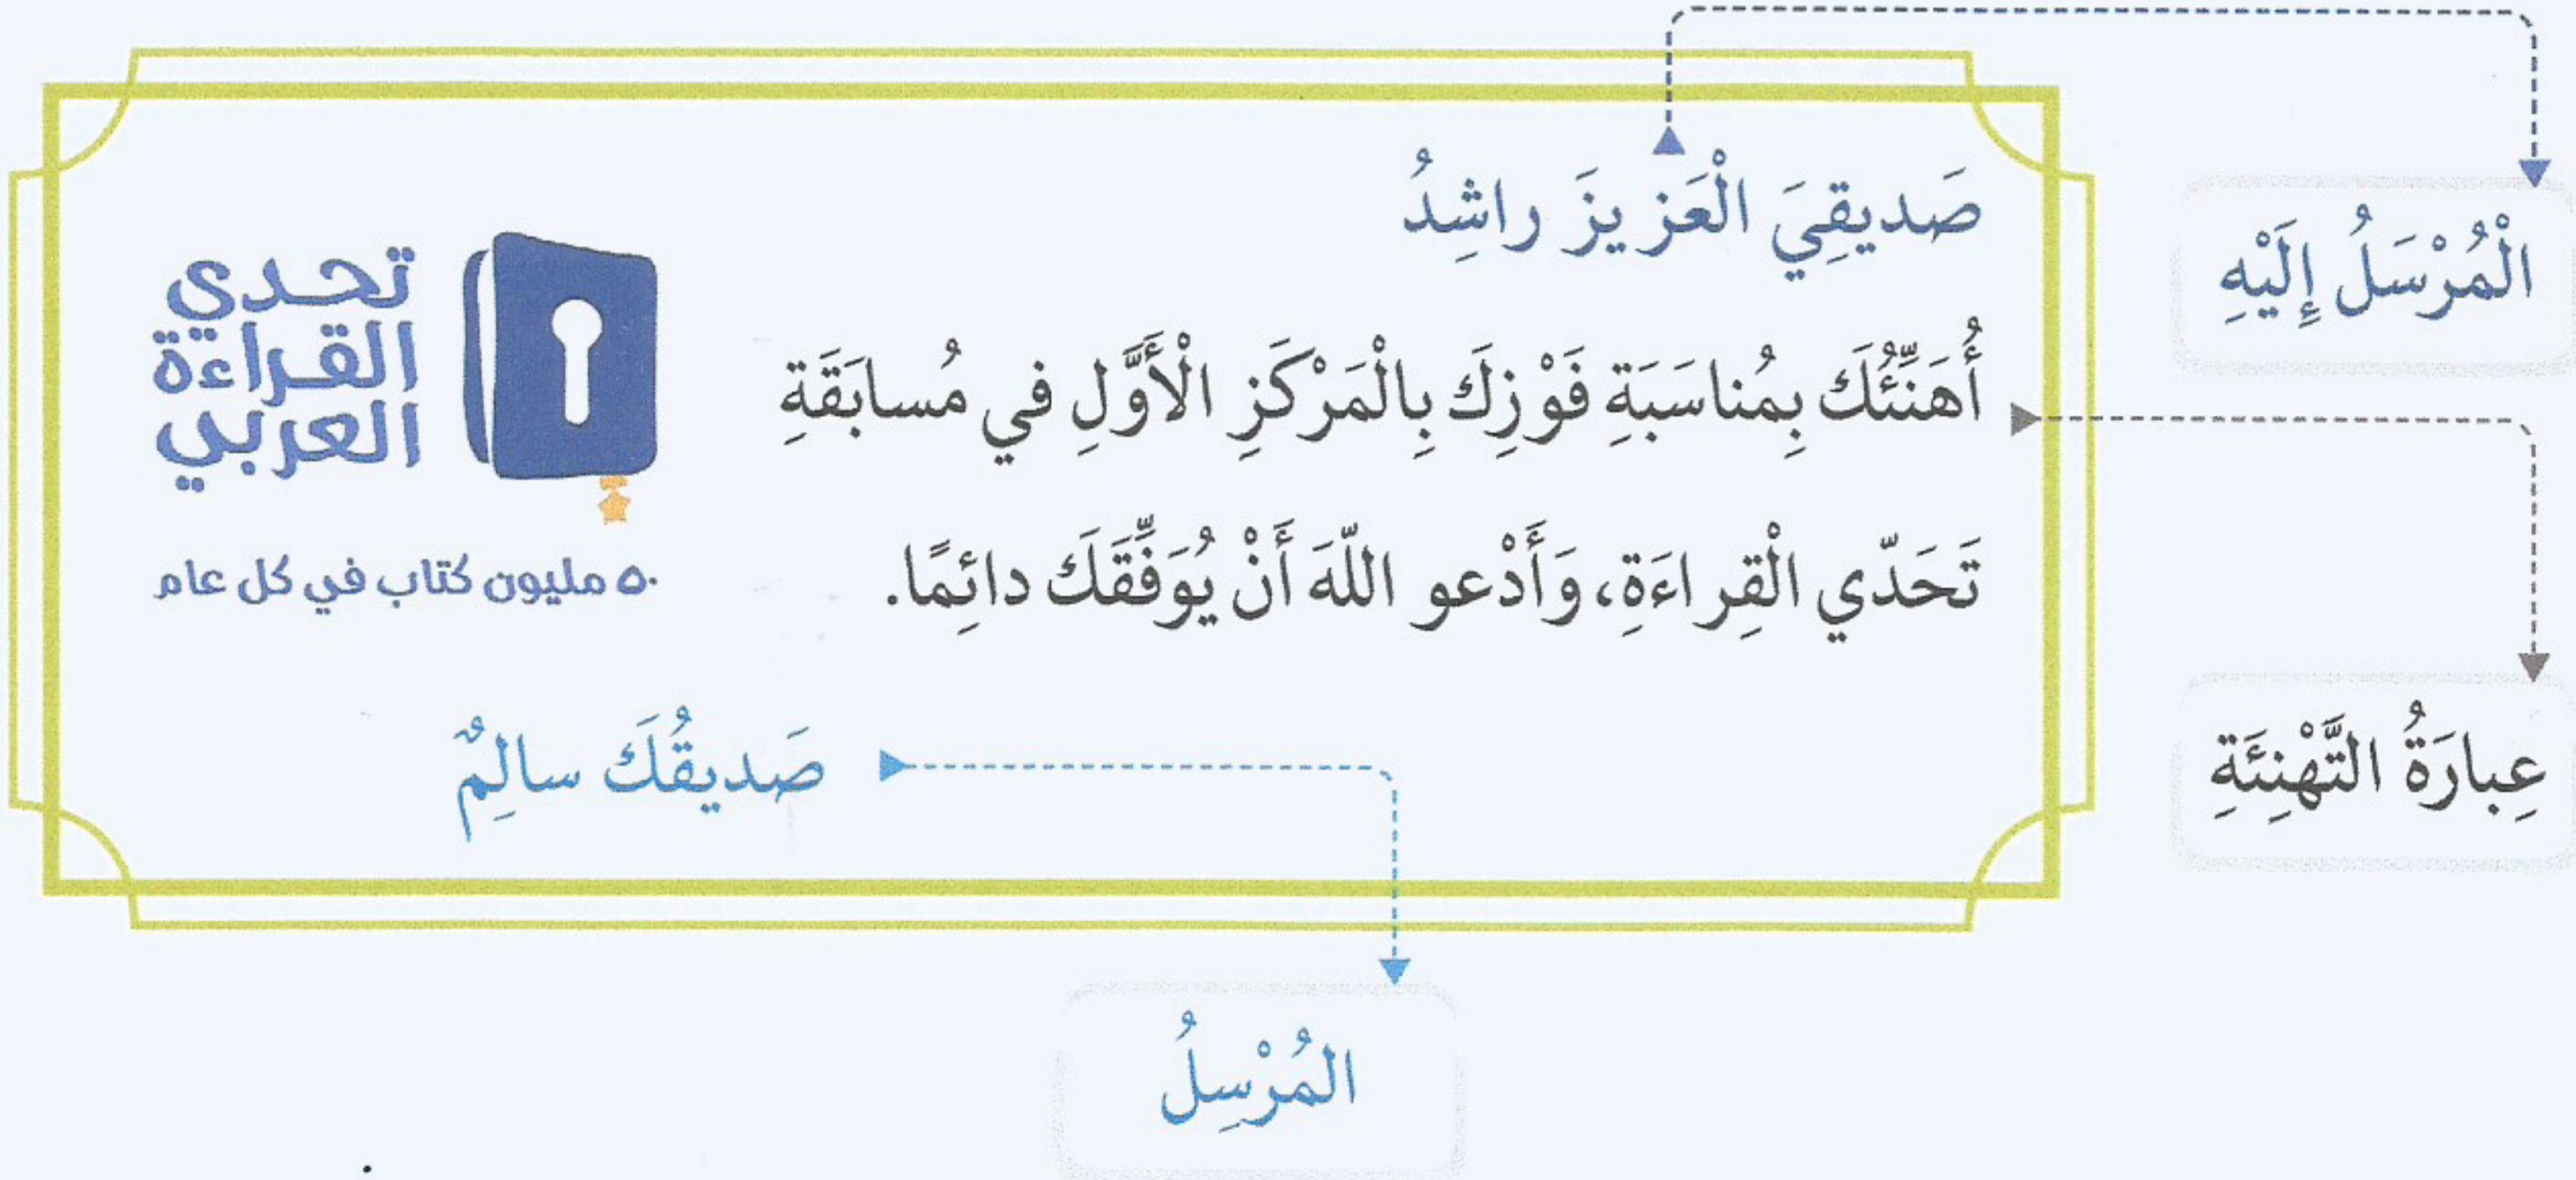 صَديقِيَ الْعَزيزَ راشِدُ
الْمُرْسَلُ إِلَيْهِ
أُهَنِّئُكَ بِمُناسَبَةِ فَوْزِكَ بِالْمَرْكَزِ الْأَوَّلِ في مُسابَقَةِ
تَحَدّي الْقِراءَةِ، وَأَدْعو اللّهَ أَنْ يُوَفِّقَكَ دائِمًا.
تحدي
القراءة
العربي
٥٠ مليون كتاب في كل عام
عِبارَةُ التَّهْنِئَةِ
صَديقُكَ سالِمٌ
المُرْسِلُ